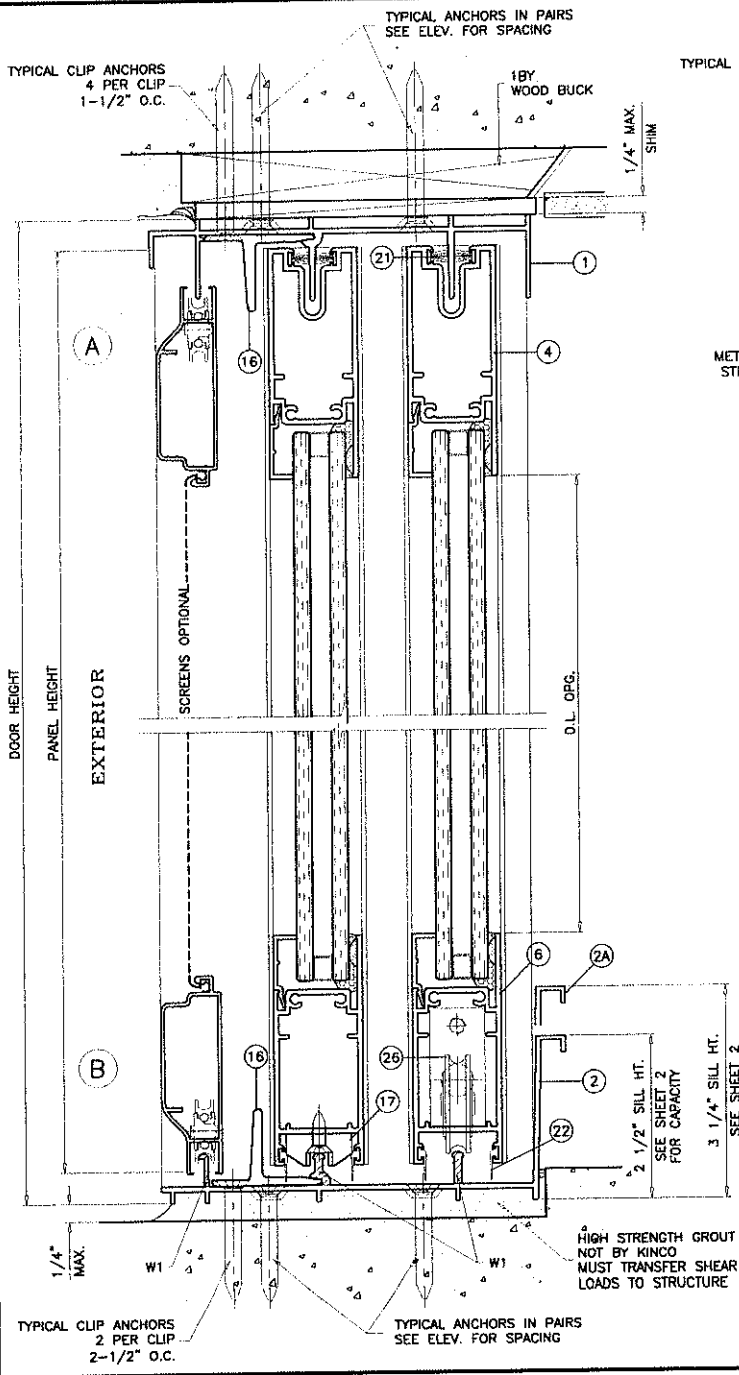 TYPICAL ANCHORS IN PAIRS
SEE ELEV. FOR SPACING
TYPICAL CLIP ANCHORS
4 PER CLIP
1-1/2" O.C.
1BY
WOOD BUCK
TYPICAL
1/4" MAX.
SHIM
21
1
A
16
4
MET
STI
DOOR HEIGHT
PANEL HEIGHT
EXTERIOR
SCREENS OPTIONAL
D.L. OPG.
6
2A
B
16
26
17
2
22
2 1/2" SILL HT.
SEE SHEET 2
FOR CAPACITY
3 1/4" SILL HT.
SEE SHEET 2
1/4"
MAX.
W1
W1
HIGH STRENGTH GROUT
NOT BY KINCO
MUST TRANSFER SHEAR
LOADS TO STRUCTURE
TYPICAL CLIP ANCHORS
2 PER CLIP
2-1/2" O.C.
TYPICAL ANCHORS IN PAIRS
SEE ELEV. FOR SPACING